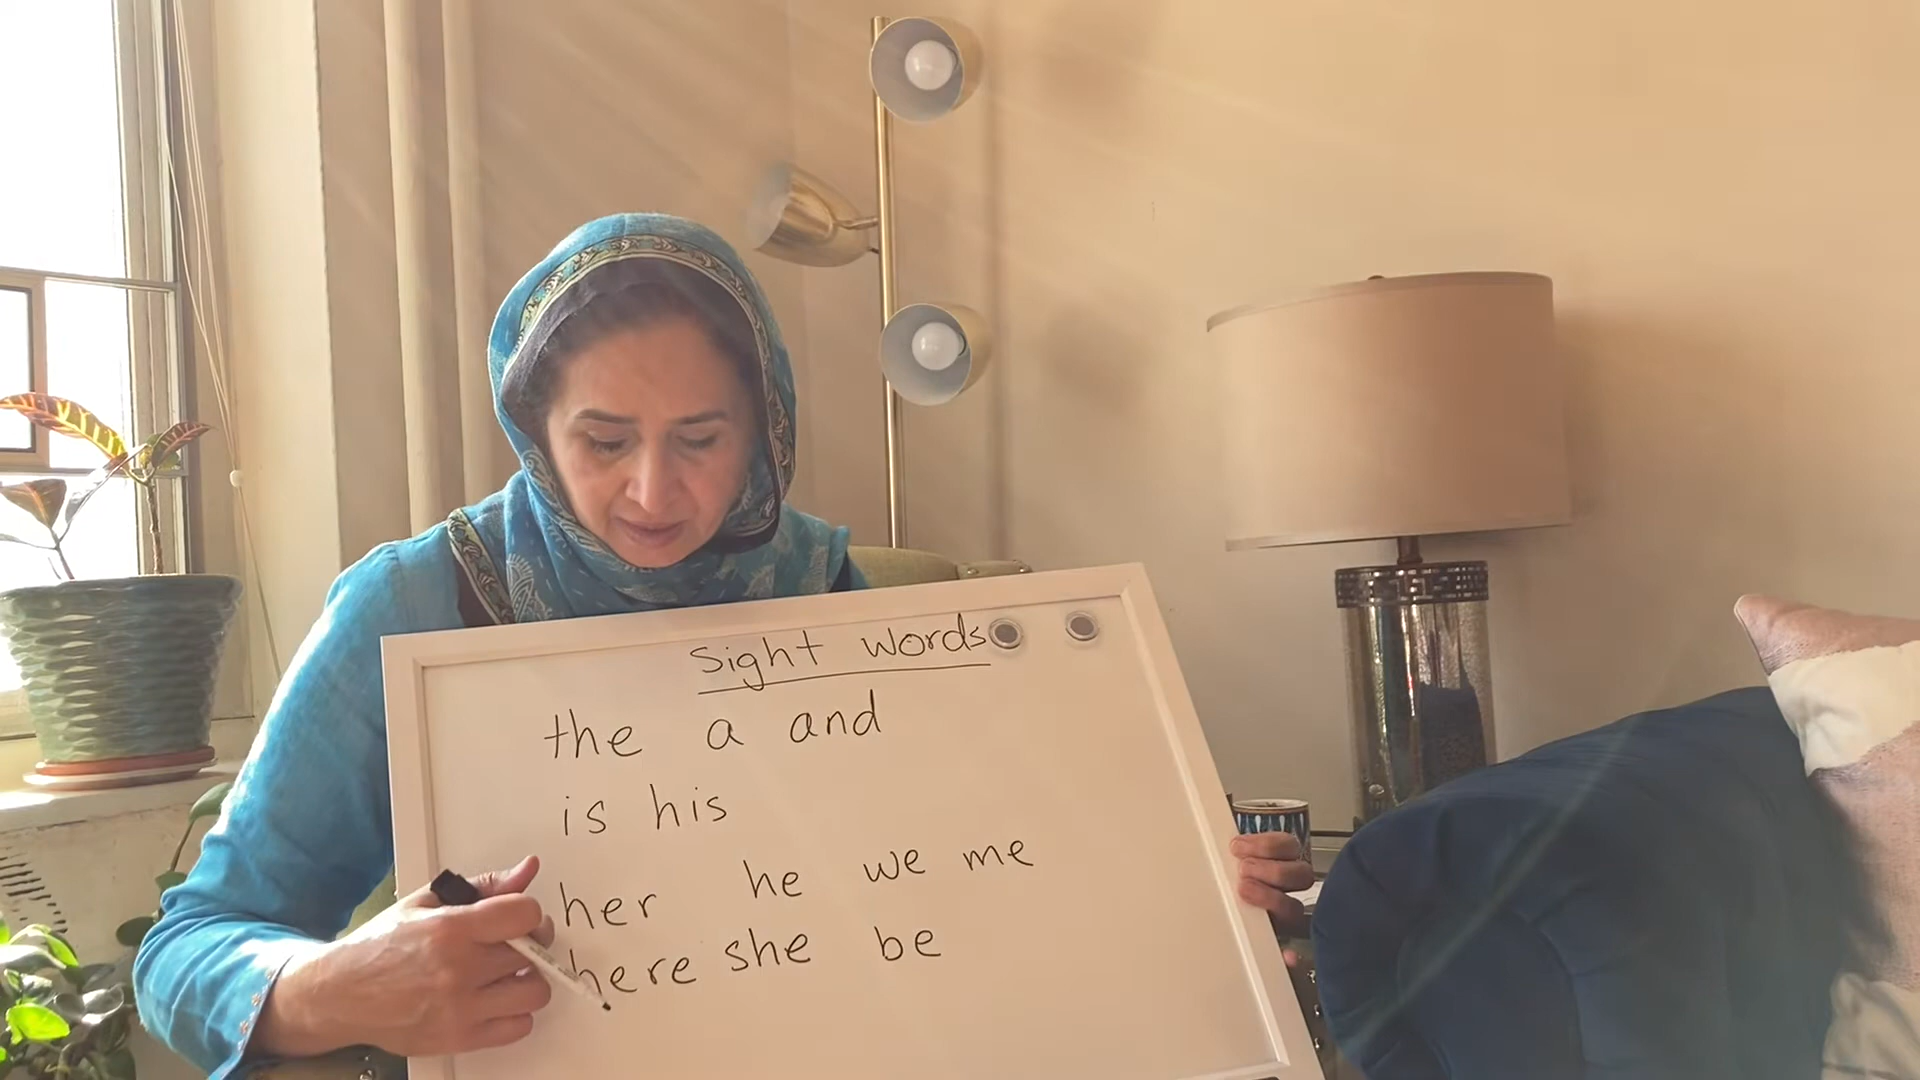 Sight words
the a and
is his
her he we me
here she be